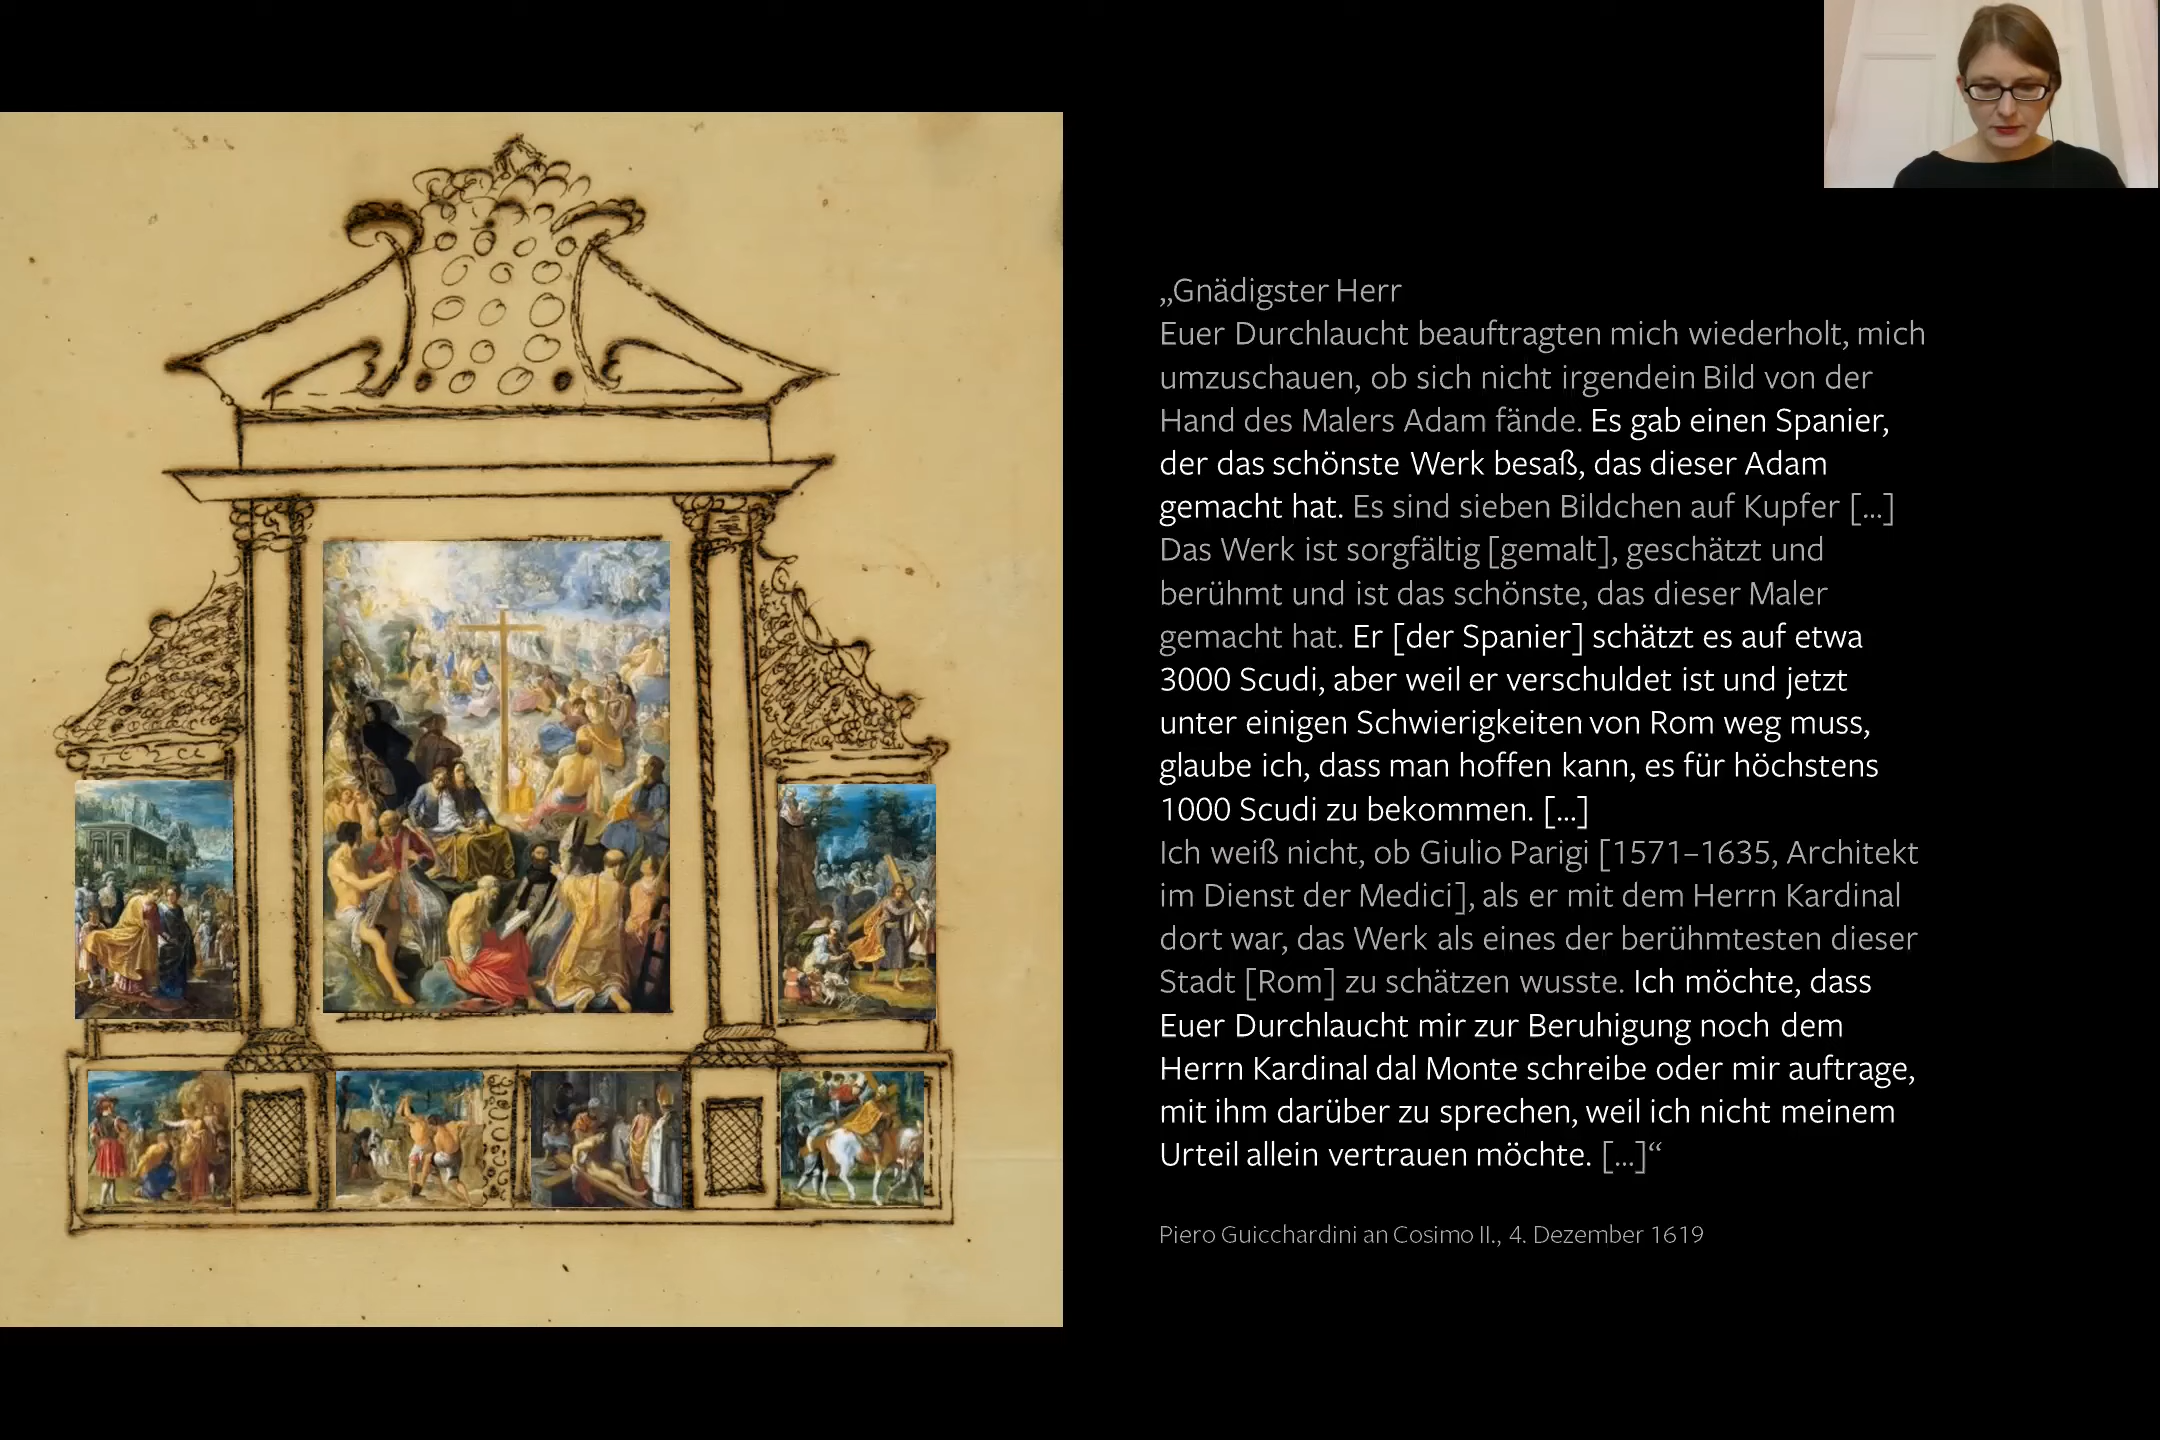 „Gnädigster Herr
Euer Durchlaucht beauftragten mich wiederholt, mich
umzuschauen, ob sich nicht irgendein Bild von der
Hand des Malers Adam fände. Es gab einen Spanier,
der das schönste Werk besaß, das dieser Adam
gemacht hat. Es sind sieben Bildchen auf Kupfer [...]
Das Werk ist sorgfältig [gemalt], geschätzt und
berühmt und ist das schönste, das dieser Maler
gemacht hat. Er [der Spanier] schätzt es auf etwa
3000 Scudi, aber weil er verschuldet ist und jetzt
unter einigen Schwierigkeiten von Rom weg muss,
glaube ich, dass man hoffen kann, es für höchstens
1000 Scudi zu bekommen. [...]
Ich weiß nicht, ob Giulio Parigi [1571–1635, Architekt
im Dienst der Medici], als er mit dem Herrn Kardinal
dort war, das Werk als eines der berühmtesten dieser
Stadt [Rom] zu schätzen wusste. Ich möchte, dass
Euer Durchlaucht mir zur Beruhigung noch dem
Herrn Kardinal dal Monte schreibe oder mir auftrage,
mit ihm darüber zu sprechen, weil ich nicht meinem
Urteil allein vertrauen möchte. [...]“
Piero Guicchardini an Cosimo II., 4. Dezember 1619